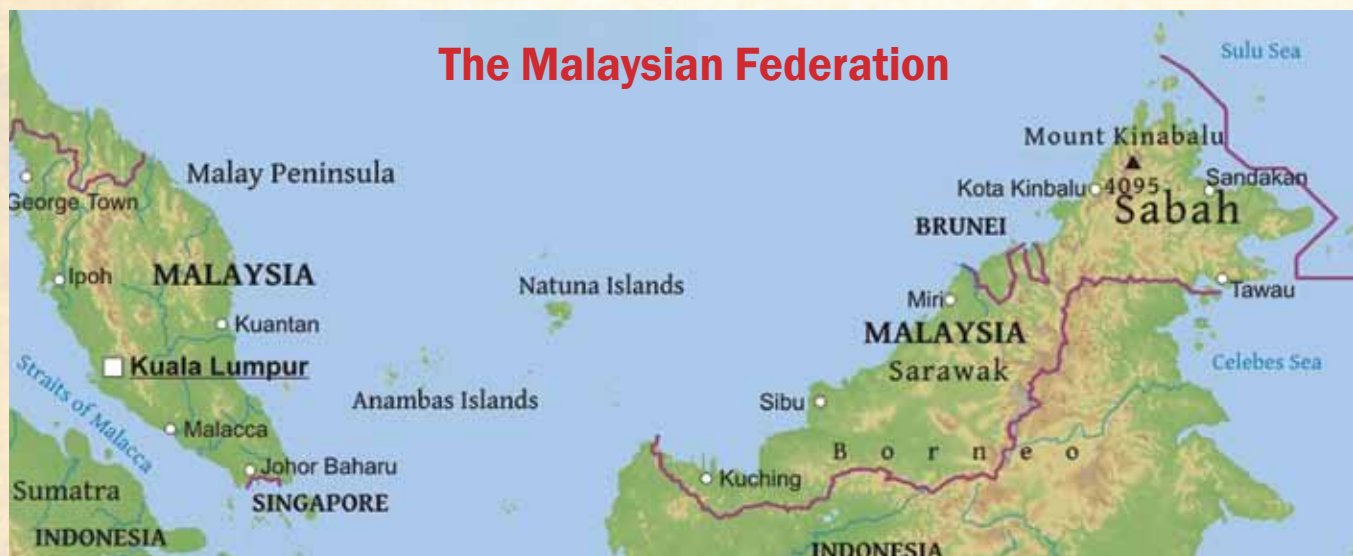 The Malaysian Federation
Sulu Sea
Mount Kinabalu
4095
Malay Peninsula
George Town
Kota Kinbalu
Sandakan
Sabah
BRUNEI
Ipoh
MALAYSIA
Natuna Islands
Miri
Tawau
Kuantan
MALAYSIA
Sarawak
Kuala Lumpur
Straits of Malacca
Celebes Sea
Anambas Islands
Sibu
Malacca
Borneo
Johor Baharu
Kuching
Sumatra
SINGAPORE
INDONESIA
INDONESIA